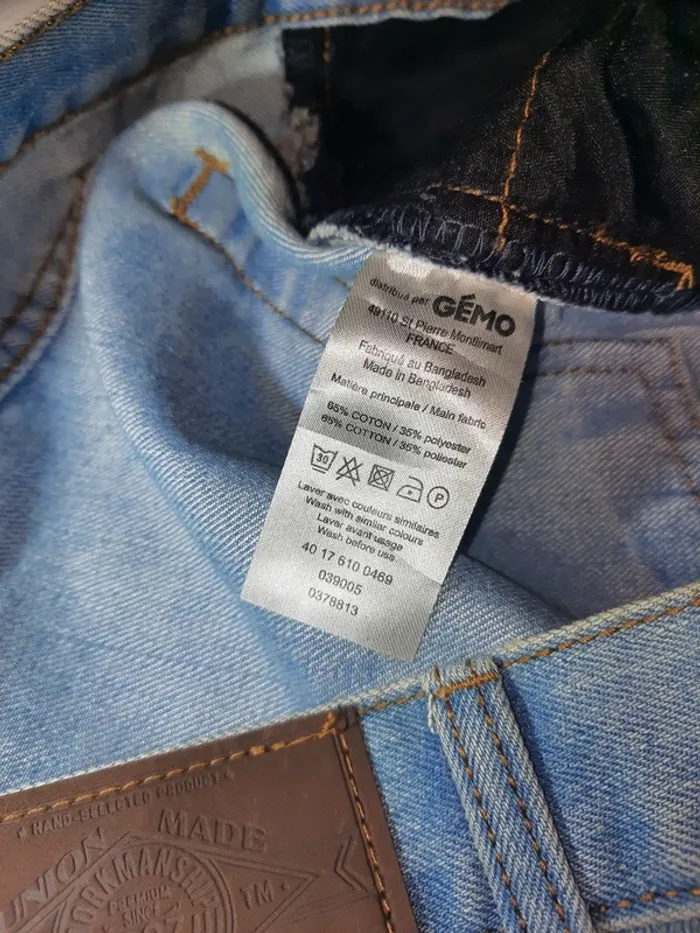 distribué par GÉMO
49110 St Pierre Montlimart
FRANCE
Fabriqué au Bangladesh
Made in Bangladesh
Matière principale / Main fabric
65% COTON / 35% polyester
65% COTTON / 35% poliester
30
P
Laver avec couleurs similaires
Wash with similar colours
Laver avant usage
Wash before use
40 17 610 0469
039005
0378813
HAND-SELECTED PRODUCT
UNION MADE
WORKMANSHIP
TM
PREMIUM
SINCE